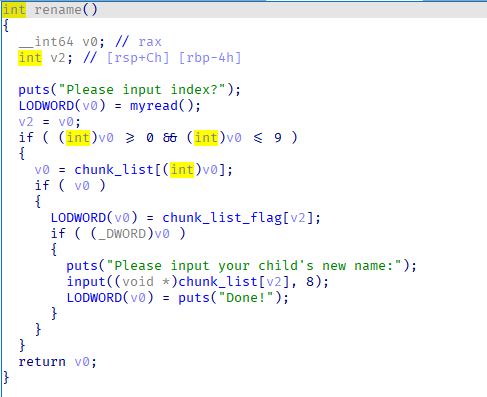 int rename()
{
  __int64 v0; // rax
  int v2; // [rsp+Ch] [rbp-4h]

  puts("Please input index?");
  LODWORD(v0) = myread();
  v2 = v0;
  if ( (int)v0 >= 0 && (int)v0 <= 9 )
  {
    v0 = chunk_list[(int)v0];
    if ( v0 )
    {
      LODWORD(v0) = chunk_list_flag[v2];
      if ( (_DWORD)v0 )
      {
        puts("Please input your child's new name:");
        input((void *)chunk_list[v2], 8);
        LODWORD(v0) = puts("Done!");
      }
    }
  }
  return v0;
}